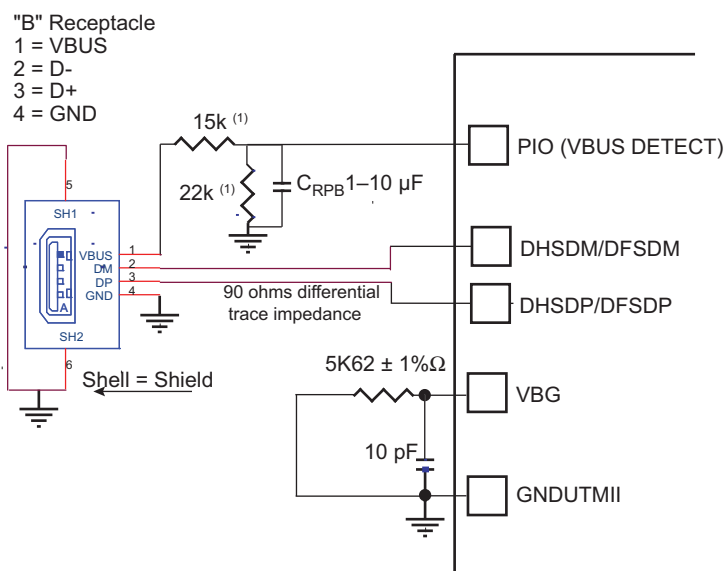 "B" Receptacle
1 = VBUS
2 = D-
3 = D+
4 = GND
15k (1)
22k (1)
CRPB 1–10 µF
PIO (VBUS DETECT)
5
SH1
VBUS
1
DM
2
DP
3
GND
4
A
SH2
6
DHSDM/DFSDM
90 ohms differential
trace impedance
DHSDP/DFSDP
Shell = Shield
5K62 ± 1%Ω
VBG
10 pF
GNDUTMII